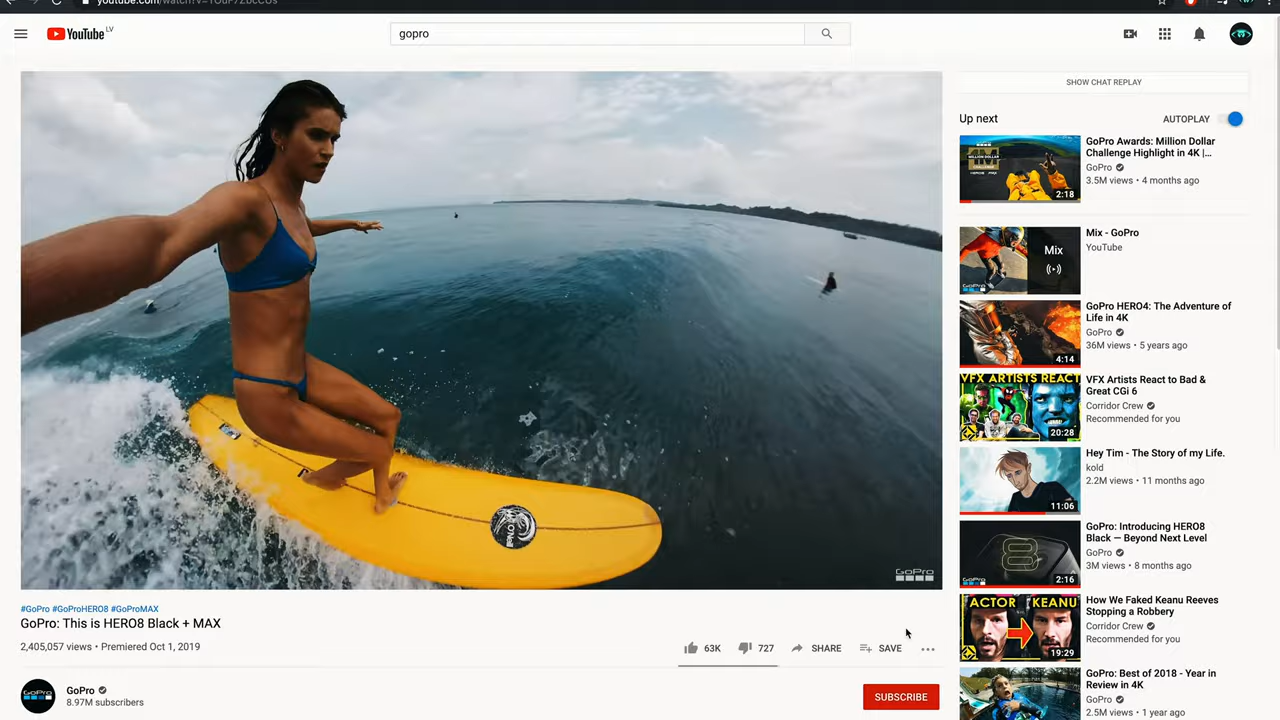 YouTube LV
gopro
SHOW CHAT REPLAY
Up next
AUTOPLAY
GoPro Awards: Million Dollar
Challenge Highlight in 4K |...
GoPro
3.5M views • 4 months ago
2:18
Mix - GoPro
YouTube
Mix
GoPro HERO4: The Adventure of
Life in 4K
GoPro
36M views • 5 years ago
4:14
VFX ARTISTS REACT
VFX Artists React to Bad &
Great CGi 6
Corridor Crew
Recommended for you
20:28
Hey Tim - The Story of my Life.
kold
2.2M views • 11 months ago
11:06
GoPro: Introducing HERO8
Black — Beyond Next Level
GoPro
3M views • 8 months ago
2:16
ACTOR KEANU
How We Faked Keanu Reeves
Stopping a Robbery
Corridor Crew
Recommended for you
19:29
GoPro: Best of 2018 - Year in
Review in 4K
GoPro
2.5M views • 1 year ago
GoPro
#GoPro #GoProHERO8 #GoProMAX
GoPro: This is HERO8 Black + MAX
2,405,057 views • Premiered Oct 1, 2019
63K 727 SHARE SAVE
GoPro
GoPro
8.97M subscribers
SUBSCRIBE